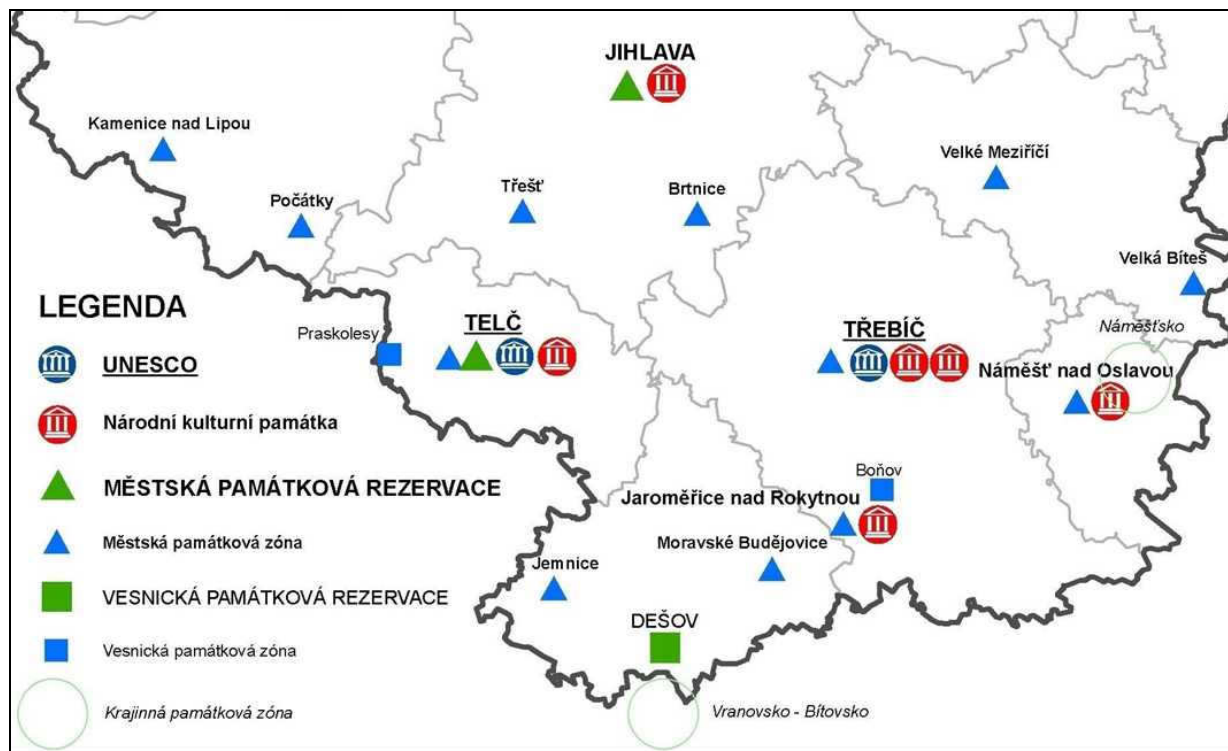 JIHLAVA
Kamenice nad Lipou
Velké Meziříčí
Počátky
Třešť
Brtnice
Velká Bíteš
LEGENDA
Praskolesy
TELČ
TŘEBÍČ
Náměšťsko
UNESCO
Náměšť nad Oslavou
Národní kulturní památka
MĚSTSKÁ PAMÁTKOVÁ REZERVACE
Boňov
Jaroměřice nad Rokytnou
Městská památková zóna
Moravské Budějovice
Jemnice
VESNICKÁ PAMÁTKOVÁ REZERVACE
DEŠOV
Vesnická památková zóna
Krajinná památková zóna
Vranovsko - Bítovsko